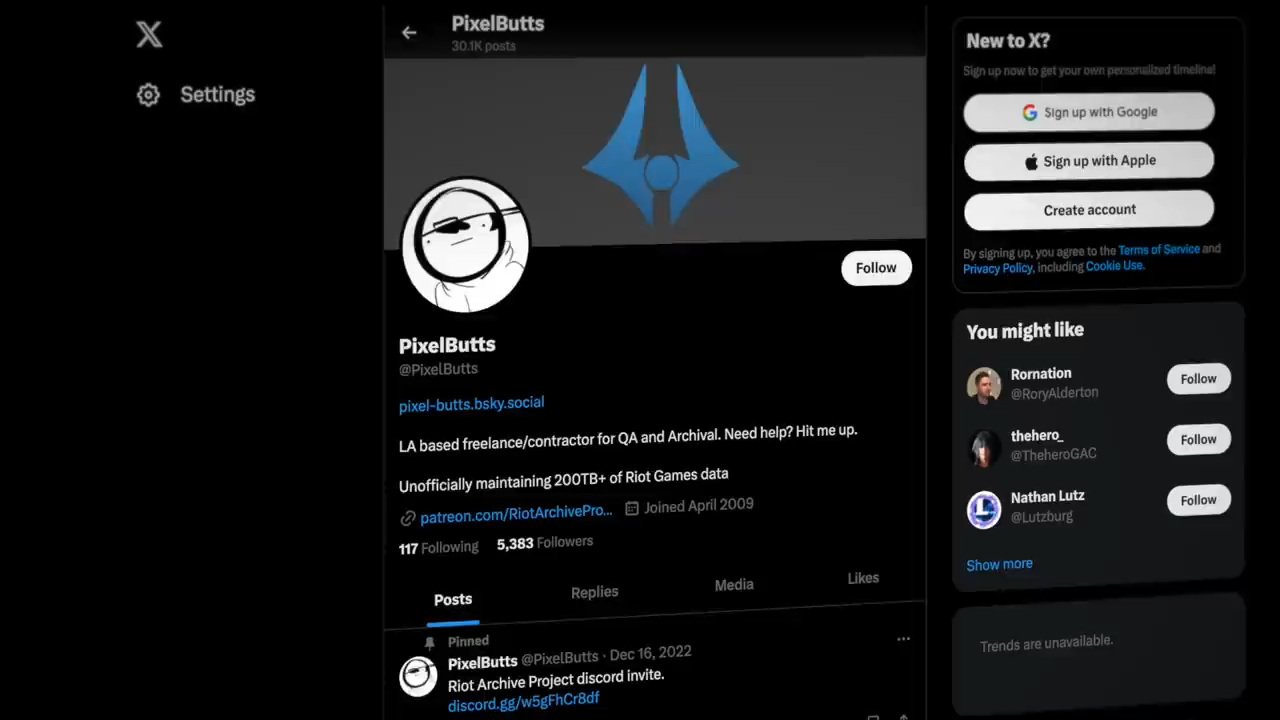 Settings
PixelButts
30.1K posts
Follow
PixelButts
@PixelButts
pixel-butts.bsky.social
LA based freelance/contractor for QA and Archival. Need help? Hit me up.
Unofficially maintaining 200TB+ of Riot Games data
patreon.com/RiotArchivePro... Joined April 2009
117 Following 5,383 Followers
Posts Replies Media Likes
Pinned
PixelButts @PixelButts · Dec 16, 2022
Riot Archive Project discord invite.
discord.gg/w5gFhCr8df
New to X?
Sign up now to get your own personalized timeline!
Sign up with Google
Sign up with Apple
Create account
By signing up, you agree to the Terms of Service and
Privacy Policy, including Cookie Use.
You might like
Rornation
@RoryAlderton
Follow
thehero_
@TheheroGAC
Follow
Nathan Lutz
@Lutzburg
Follow
Show more
Trends are unavailable.